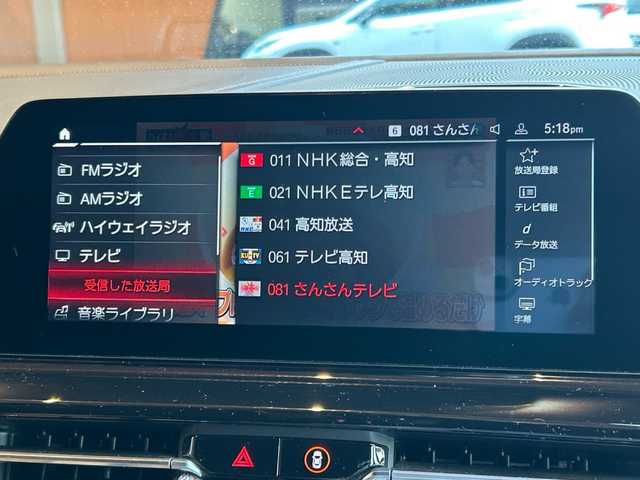 6 081 さんさん 5:18pm
FMラジオ
AMラジオ
ハイウェイラジオ
テレビ
受信した放送局
音楽ライブラリ
G 011 NHK総合・高知
E 021 NHKEテレ高知
041 高知放送
061 テレビ高知
081 さんさんテレビ
放送局登録
テレビ番組
d
データ放送
オーディオトラック
字幕